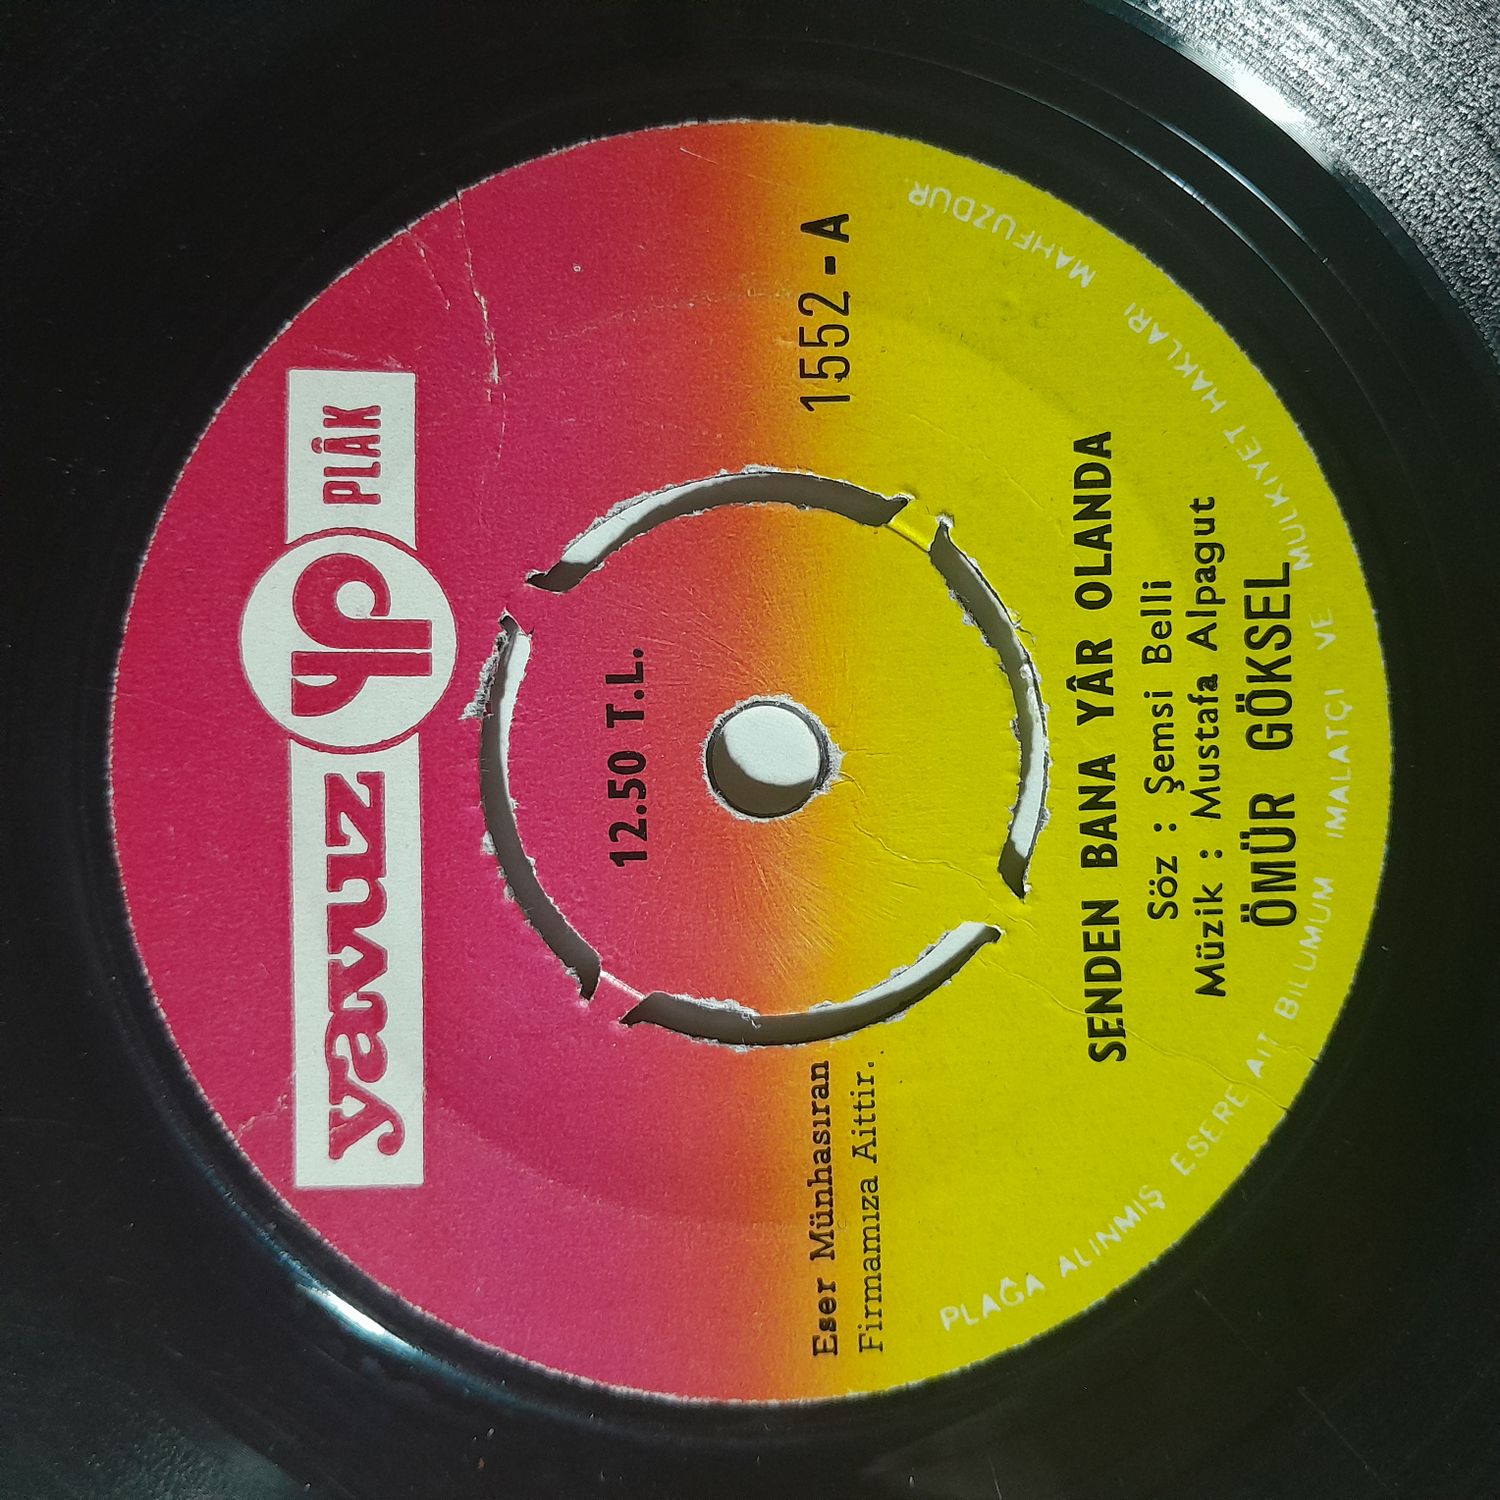 yavuz YP PLÂK
12.50 T.L.
Eser Münhasıran
Firmamıza Aittir.
1552 - A
SENDEN BANA YÂR OLANDA
Söz : Şemsi Belli
Müzik : Mustafa Alpagut
ÖMÜR GÖKSEL
PLAĞA ALINMIŞ ESERE AİT BİLUMUM İMALATÇI VE MÜLKİYET HAKLARI MAHFUZDUR